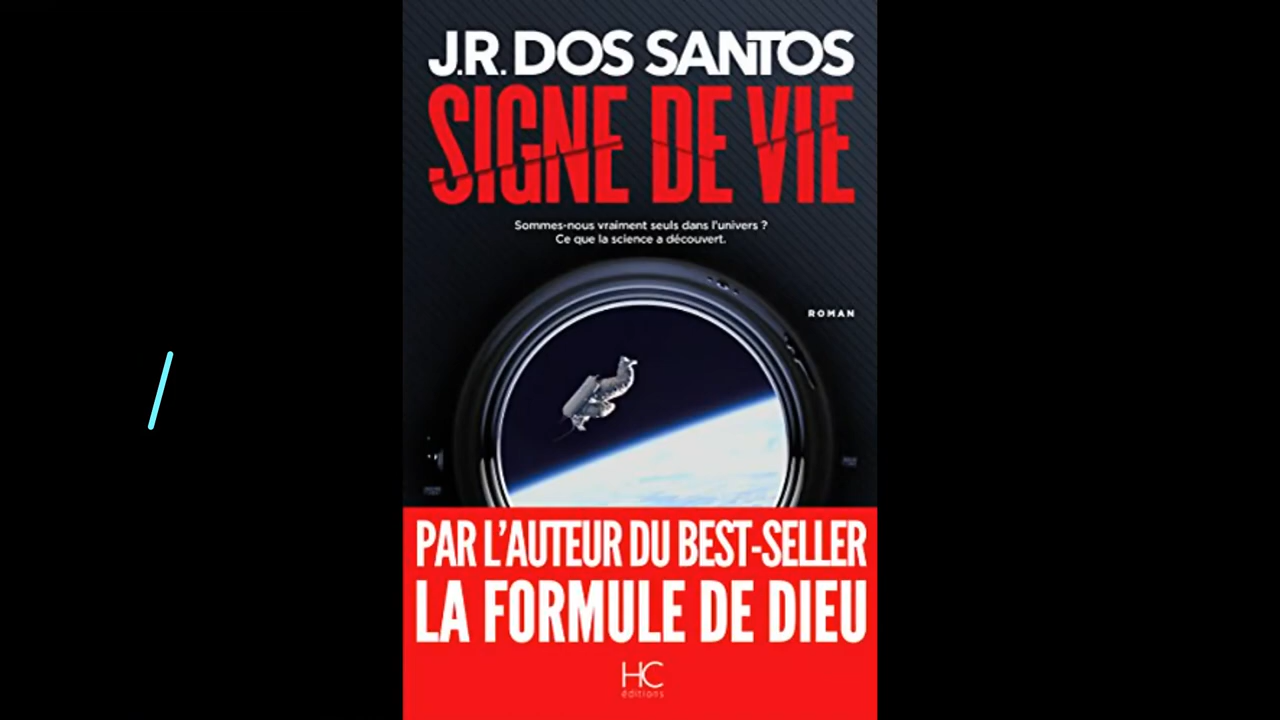 J.R. DOS SANTOS
SIGNE DE VIE
Sommes-nous vraiment seuls dans l'univers ?
Ce que la science a découvert.
ROMAN
PAR L'AUTEUR DU BEST-SELLER
LA FORMULE DE DIEU
HC
éditions